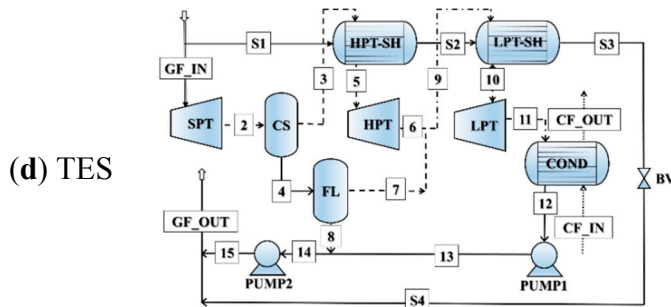 HPT-SH
LPT-SH
S1
S2
S3
GF_IN
3
5
9
10
SPT
2
CS
HPT
6
LPT
11
CF_OUT
(d) TES
COND
4
FL
7
BV
GF_OUT
12
8
CF_IN
15
14
13
PUMP2
PUMP1
S4